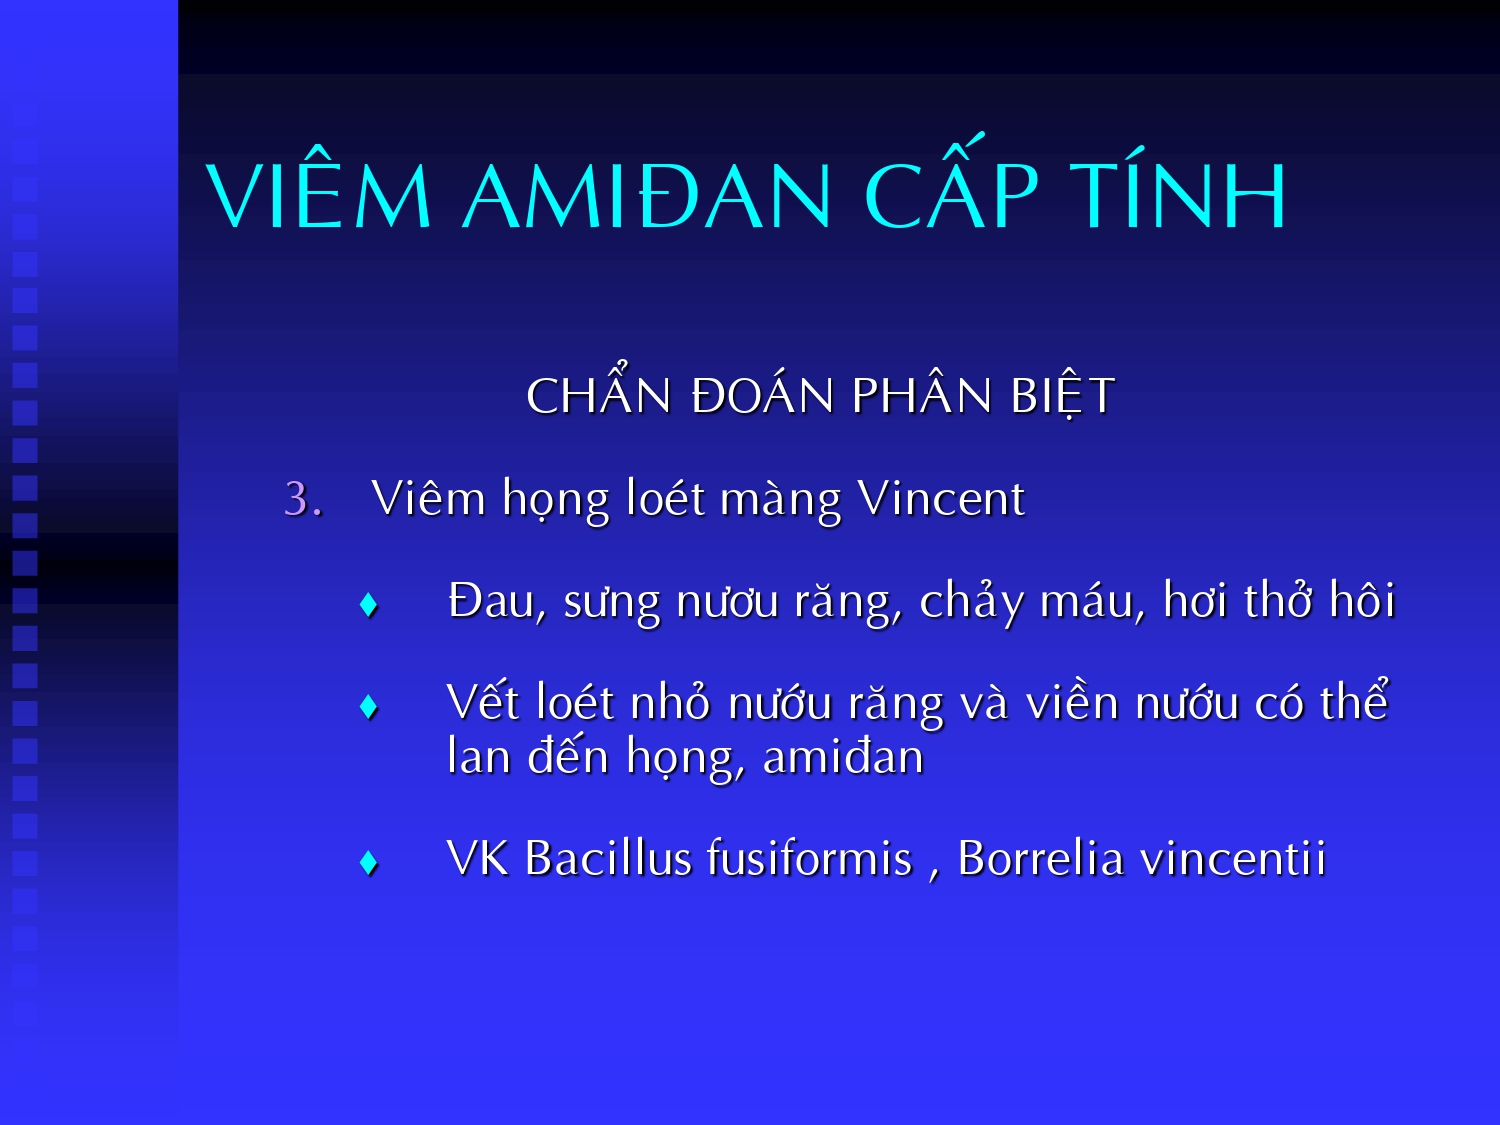 VIÊM AMIĐAN CẤP TÍNH
CHẨN ĐOÁN PHÂN BIỆT
3. Viêm họng loét màng Vincent
♦ Đau, sưng nươu răng, chảy máu, hơi thở hôi
♦ Vết loét nhỏ nướu răng và viền nướu có thể
lan đến họng, amiđan
♦ VK Bacillus fusiformis , Borrelia vincentii